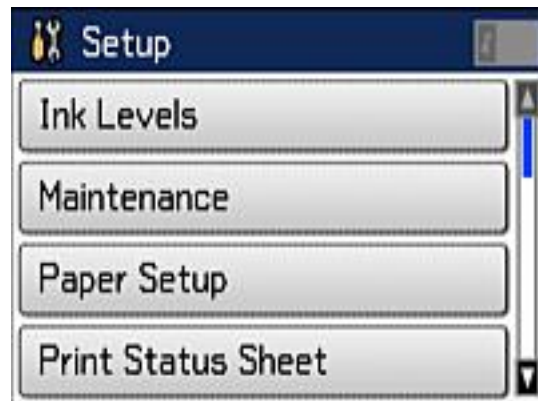 Setup
Ink Levels
Maintenance
Paper Setup
Print Status Sheet